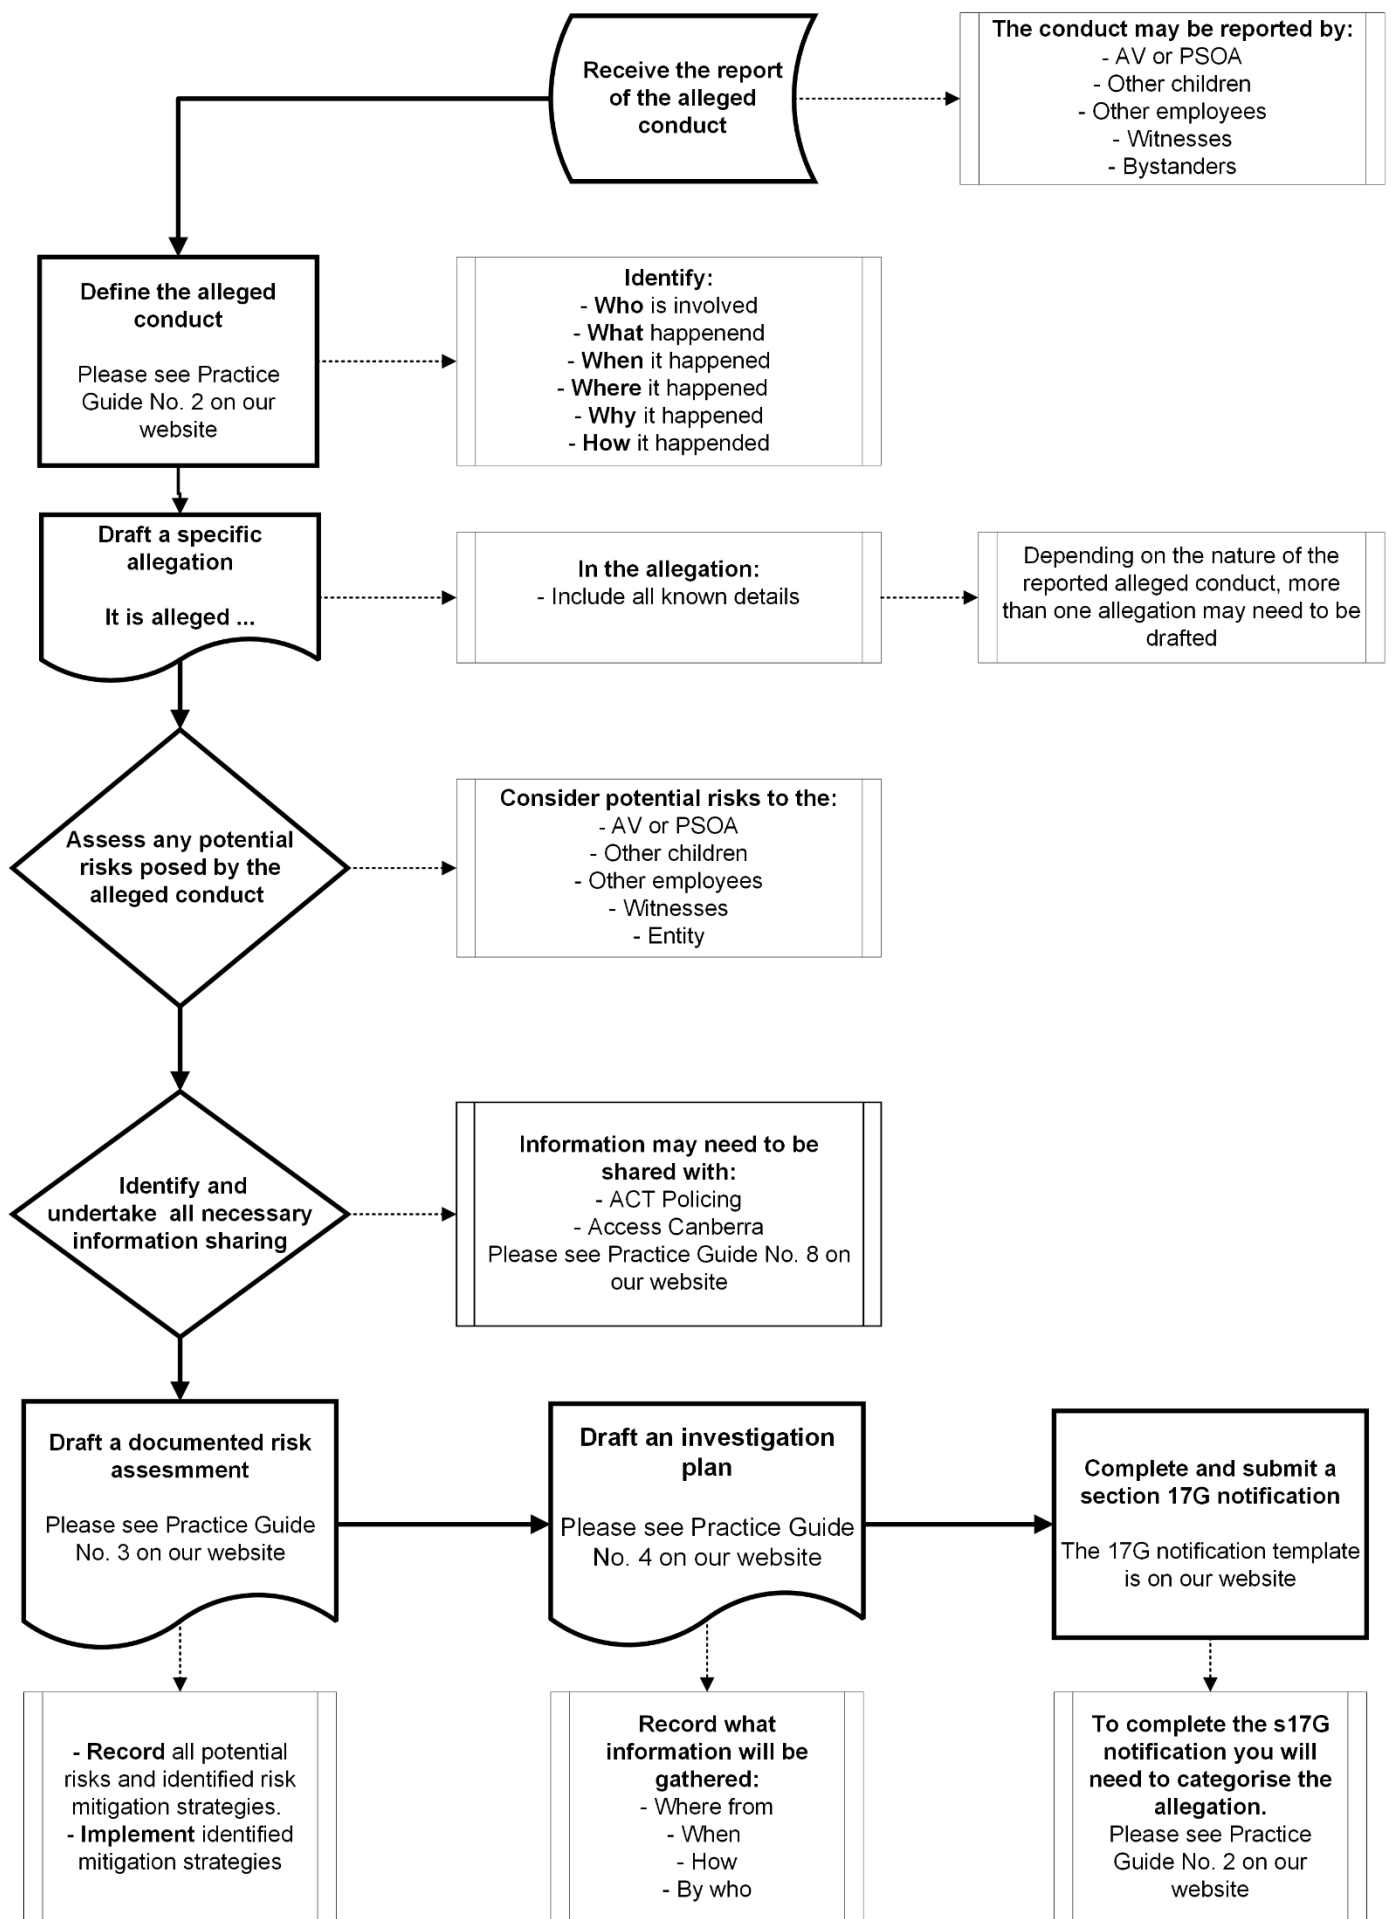 Receive the report
of the alleged
conduct
The conduct may be reported by:
- AV or PSOA
- Other children
- Other employees
- Witnesses
- Bystanders
Define the alleged
conduct
Please see Practice
Guide No. 2 on our
website
Identify:
- Who is involved
- What happenend
- When it happened
- Where it happened
- Why it happened
- How it happended
Draft a specific
allegation
It is alleged ...
In the allegation:
- Include all known details
Depending on the nature of the
reported alleged conduct, more
than one allegation may need to be
drafted
Assess any potential
risks posed by the
alleged conduct
Consider potential risks to the:
- AV or PSOA
- Other children
- Other employees
- Witnesses
- Entity
Identify and
undertake all necessary
information sharing
Information may need to be
shared with:
- ACT Policing
- Access Canberra
Please see Practice Guide No. 8 on
our website
Draft a documented risk
assesmment
Please see Practice Guide
No. 3 on our website
Draft an investigation
plan
Please see Practice Guide
No. 4 on our website
Complete and submit a
section 17G notification
The 17G notification template
is on our website
- Record all potential
risks and identified risk
mitigation strategies.
- Implement identified
mitigation strategies
Record what
information will be
gathered:
- Where from
- When
- How
- By who
To complete the s17G
notification you will
need to categorise the
allegation.
Please see Practice
Guide No. 2 on our
website